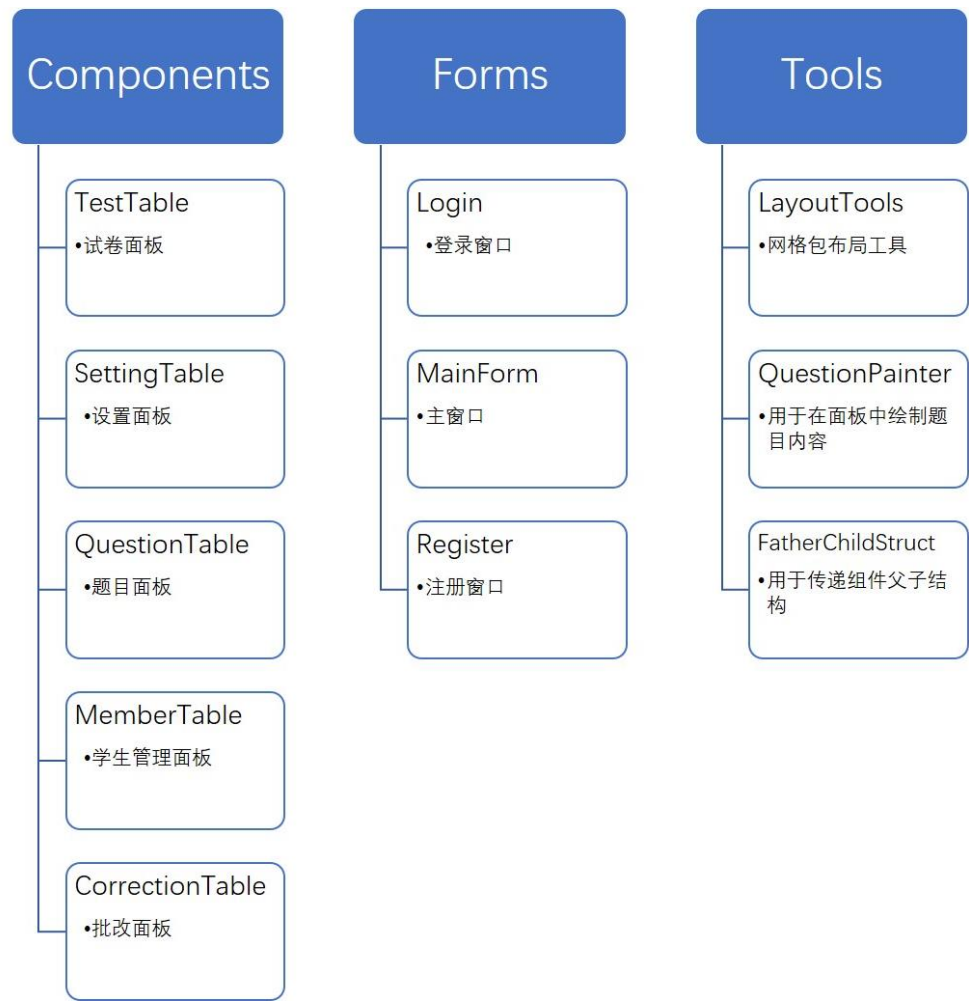 Components
TestTable
•试卷面板
SettingTable
•设置面板
QuestionTable
•题目面板
MemberTable
•学生管理面板
CorrectionTable
•批改面板
Forms
Login
•登录窗口
MainForm
•主窗口
Register
•注册窗口
Tools
LayoutTools
•网格包布局工具
QuestionPainter
•用于在面板中绘制题
目内容
FatherChildStruct
•用于传递组件父子结
构